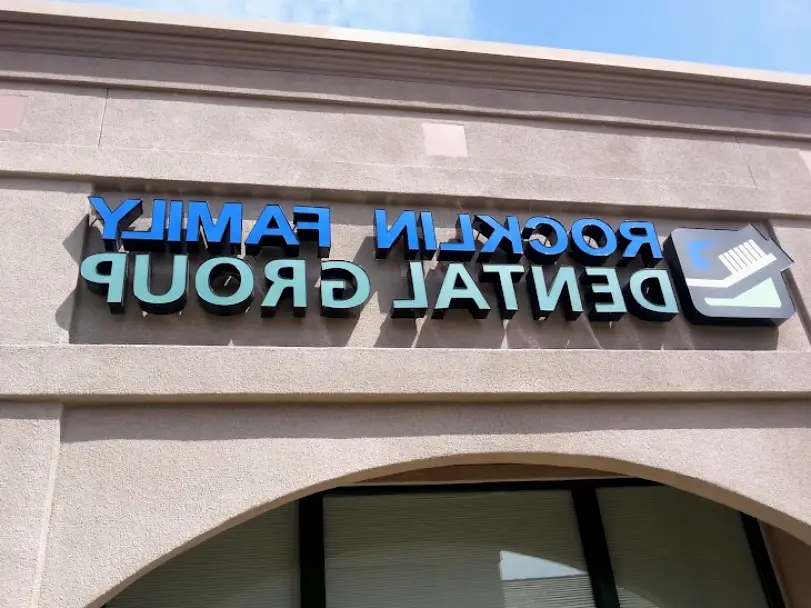 ROCKLIN FAMILY
DENTAL GROUP